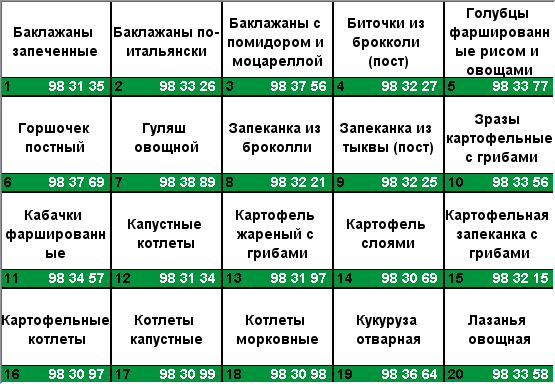 Баклажаны
запеченные
1 98 31 35
Баклажаны по-
итальянски
2 98 33 26
Баклажаны с
помидором и
моцареллой
3 98 37 56
Биточки из
брокколи
(пост)
4 98 32 27
Голубцы
фаршированн
ые рисом и
овощами
5 98 33 77
Горшочек
постный
6 98 37 69
Гуляш
овощной
7 98 38 89
Запеканка из
броколли
8 98 32 21
Запеканка из
тыквы (пост)
9 98 32 25
Зразы
картофельные
с грибами
10 98 33 56
Кабачки
фаршированн
ые
11 98 34 57
Капустные
котлеты
12 98 31 34
Картофель
жареный с
грибами
13 98 31 97
Картофель
слоями
14 98 30 69
Картофельная
запеканка с
грибами
15 98 32 15
Картофельные
котлеты
16 98 30 97
Котлеты
капустные
17 98 30 99
Котлеты
морковные
18 98 30 98
Кукуруза
отварная
19 98 36 64
Лазанья
овощная
20 98 33 58